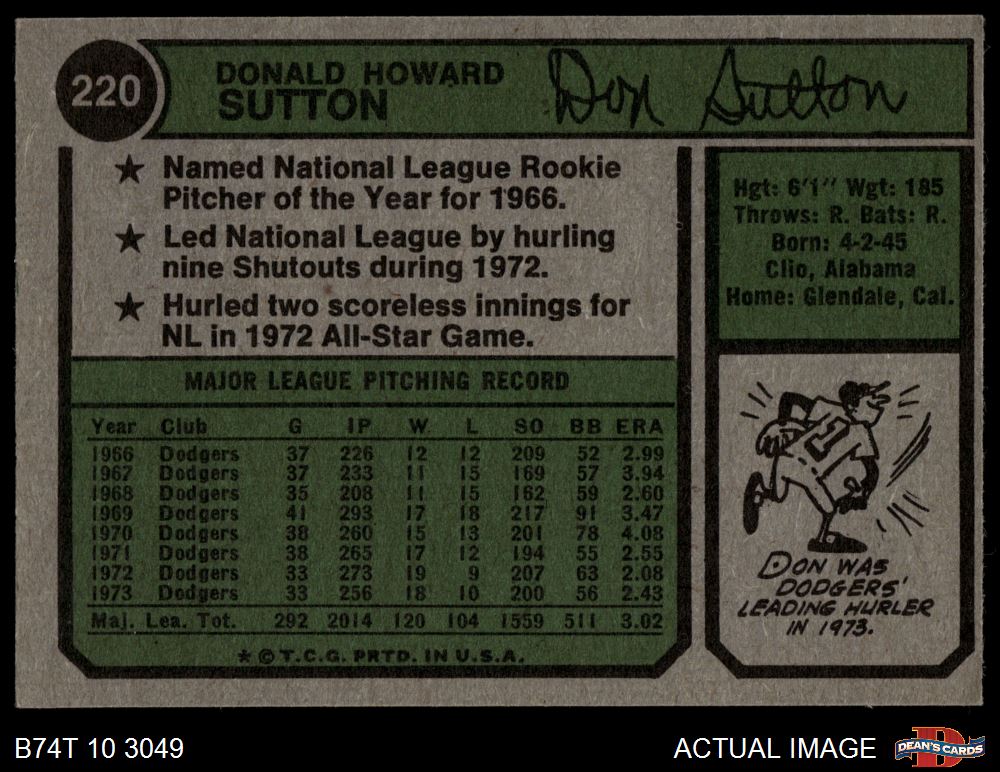 220
DONALD HOWARD
SUTTON
Don Sutton
★ Named National League Rookie
Pitcher of the Year for 1966.
★ Led National League by hurling
nine Shutouts during 1972.
★ Hurled two scoreless innings for
NL in 1972 All-Star Game.
Hgt: 6'1" Wgt: 185
Throws: R. Bats: R.
Born: 4-2-45
Clio, Alabama
Home: Glendale, Cal.
MAJOR LEAGUE PITCHING RECORD
Year Club G IP W L SO BB ERA
1966 Dodgers 37 226 12 12 209 52 2.99
1967 Dodgers 37 233 11 15 169 57 3.94
1968 Dodgers 35 208 11 15 162 59 2.60
1969 Dodgers 41 293 17 18 217 91 3.47
1970 Dodgers 38 260 15 13 201 78 4.08
1971 Dodgers 38 265 17 12 194 55 2.55
1972 Dodgers 33 273 19 9 207 63 2.08
1973 Dodgers 33 256 18 10 200 56 2.43
Maj. Lea. Tot. 292 2014 120 104 1559 511 3.02
* © T.C.G. PRTD. IN U.S.A.
DON WAS
DODGERS'
LEADING HURLER
IN 1973.
B74T 10 3049
ACTUAL IMAGE
D
DEAN'S CARDS